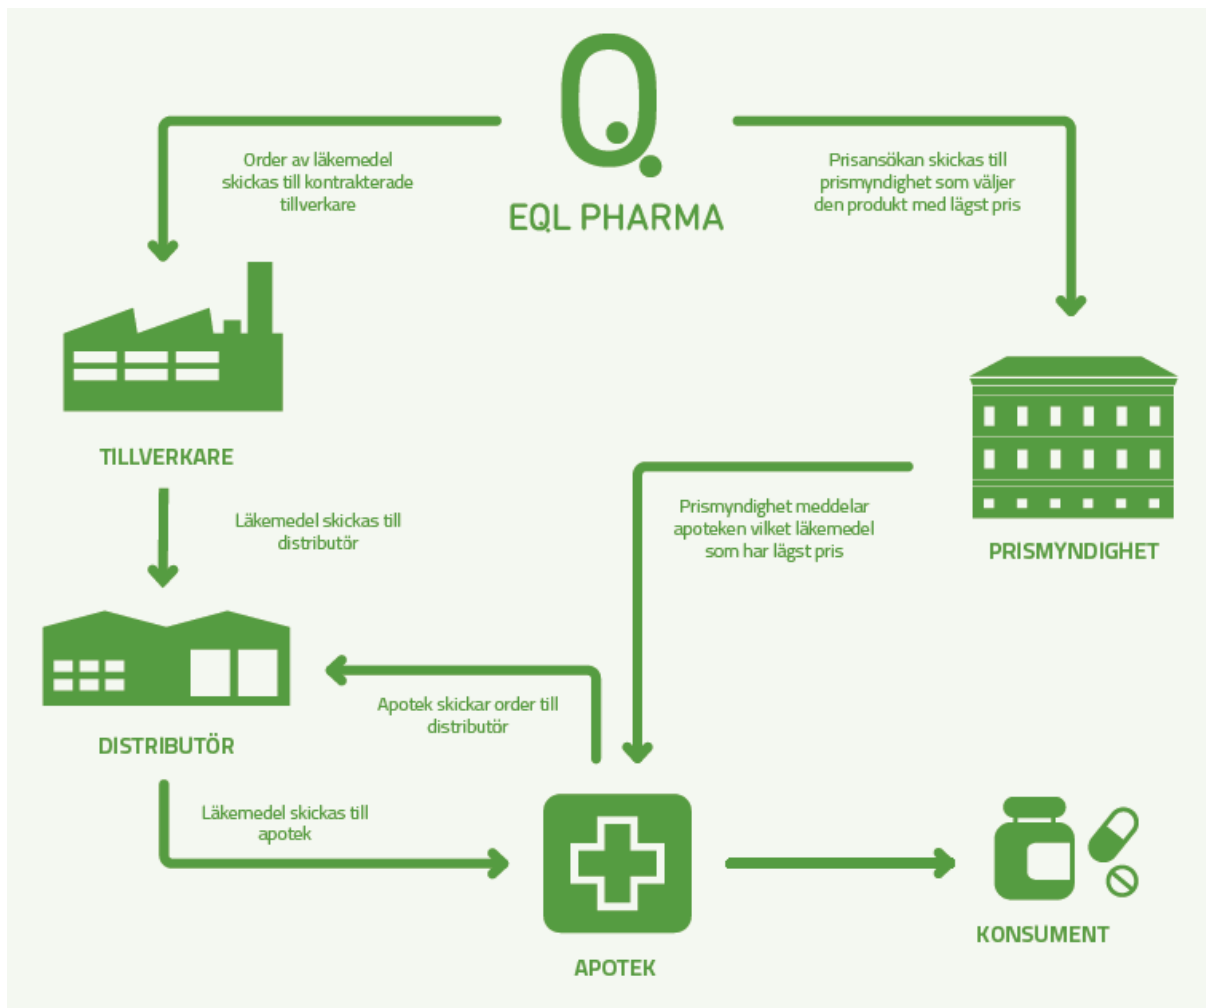 EQL PHARMA
Order av läkemedel
skickas till kontrakterade
tillverkare
Prisansökan skickas till
prismyndighet som väljer
den produkt med lägst pris
TILLVERKARE
Läkemedel skickas till
distributör
Prismyndighet meddelar
apoteken vilket läkemedel
som har lägst pris
PRISMYNDIGHET
DISTRIBUTÖR
Apotek skickar order till
distributör
Läkemedel skickas till
apotek
APOTEK
KONSUMENT